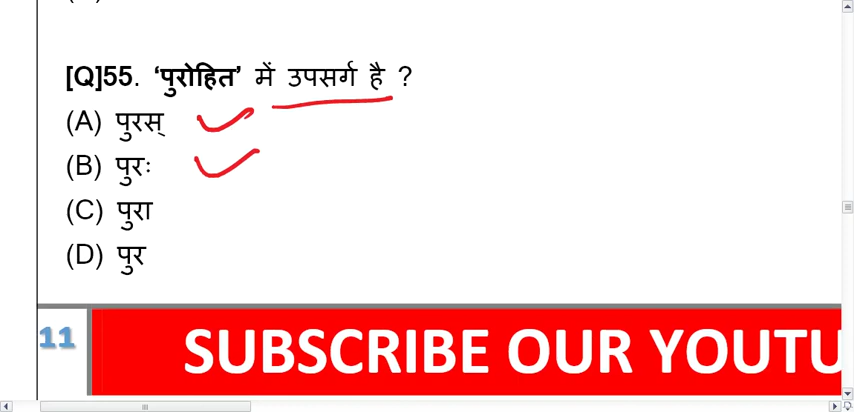 [Q]55. ‘पुरोहित’ में उपसर्ग है ?
(A) पुरस्
(B) पुरः
(C) पुरा
(D) पुर
11
SUBSCRIBE OUR YOUTU